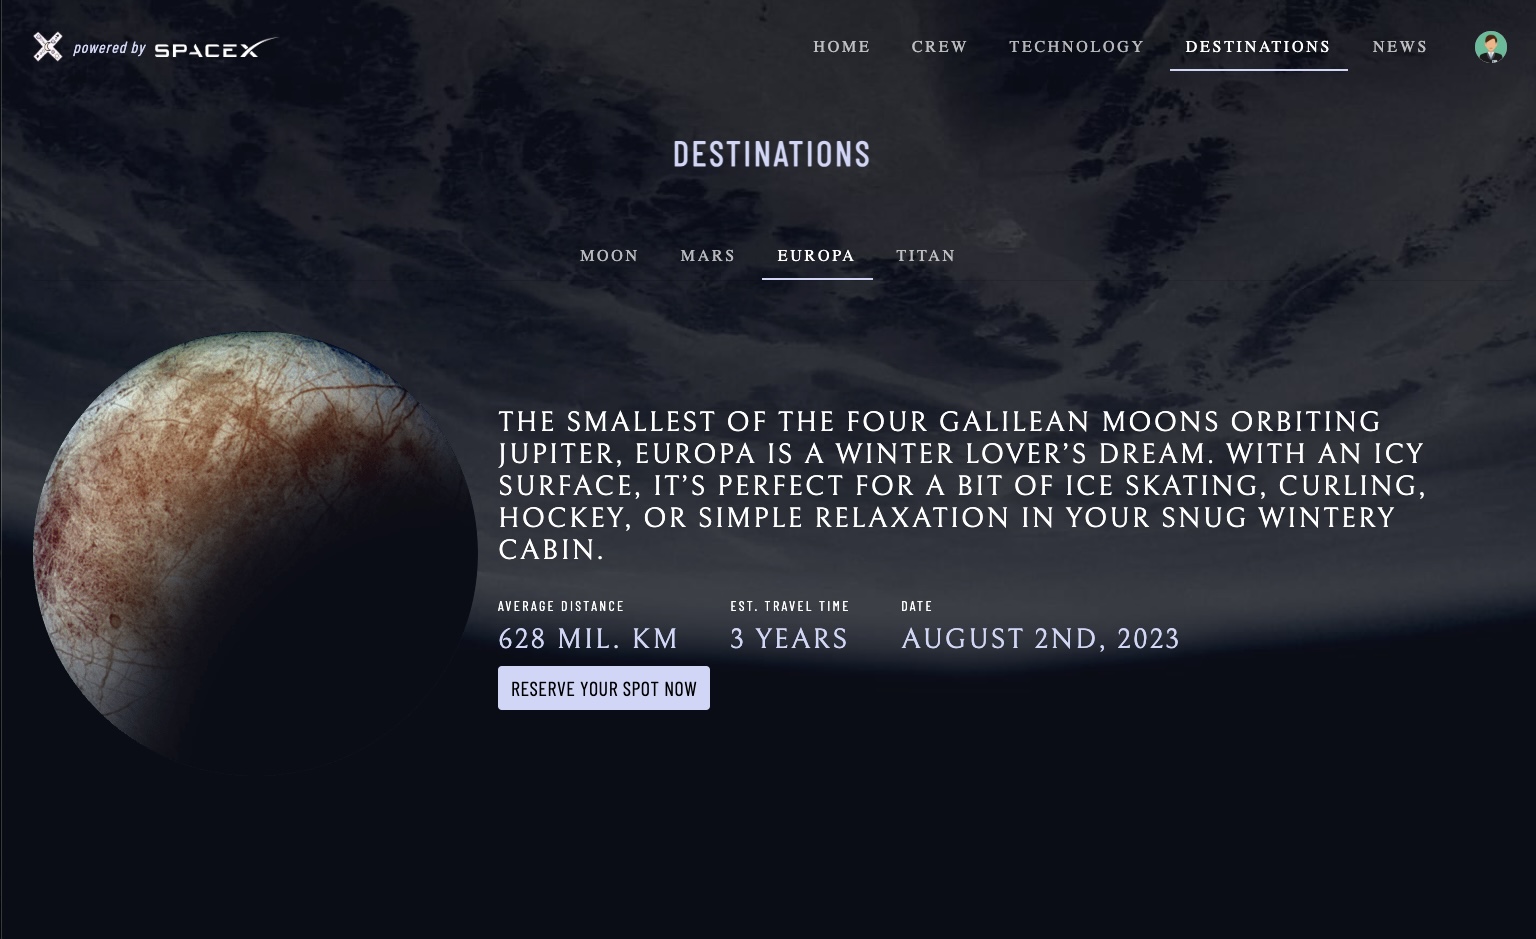 powered by SPACEX
HOME CREW TECHNOLOGY DESTINATIONS NEWS
DESTINATIONS
MOON MARS EUROPA TITAN
THE SMALLEST OF THE FOUR GALILEAN MOONS ORBITING
JUPITER, EUROPA IS A WINTER LOVER’S DREAM. WITH AN ICY
SURFACE, IT’S PERFECT FOR A BIT OF ICE SKATING, CURLING,
HOCKEY, OR SIMPLE RELAXATION IN YOUR SNUG WINTERY
CABIN.
AVERAGE DISTANCE EST. TRAVEL TIME DATE
628 MIL. KM 3 YEARS AUGUST 2ND, 2023
RESERVE YOUR SPOT NOW